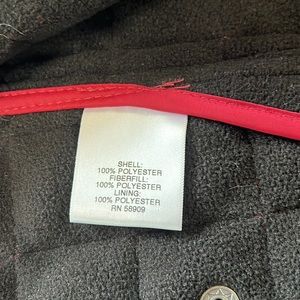 SHELL:
100% POLYESTER
FIBERFILL:
100% POLYESTER
LINING:
100% POLYESTER
RN 58909